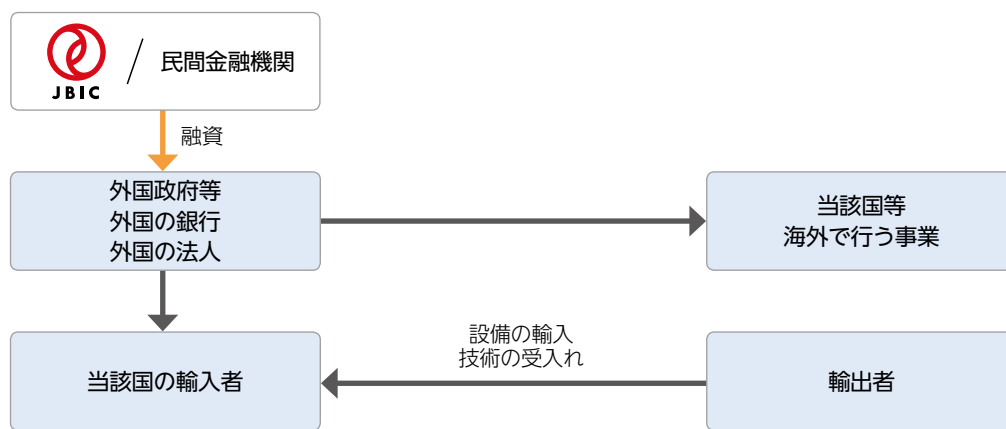 JBIC
民間金融機関
融資
外国政府等
外国の銀行
外国の法人
当該国等
海外で行う事業
設備の輸入
技術の受入れ
当該国の輸入者
輸出者